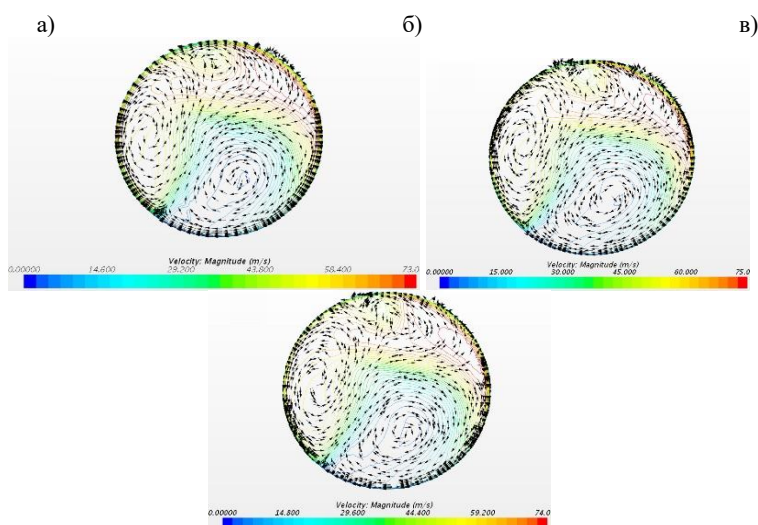 а) б) в)
Velocity: Magnitude (m/s)
0.00000 14.600 29.200 43.800 58.400 73.0
Velocity: Magnitude (m/s)
0.00000 15.000 30.000 45.000 60.000 75.0
Velocity: Magnitude (m/s)
0.00000 14.800 29.600 44.400 59.200 74.0